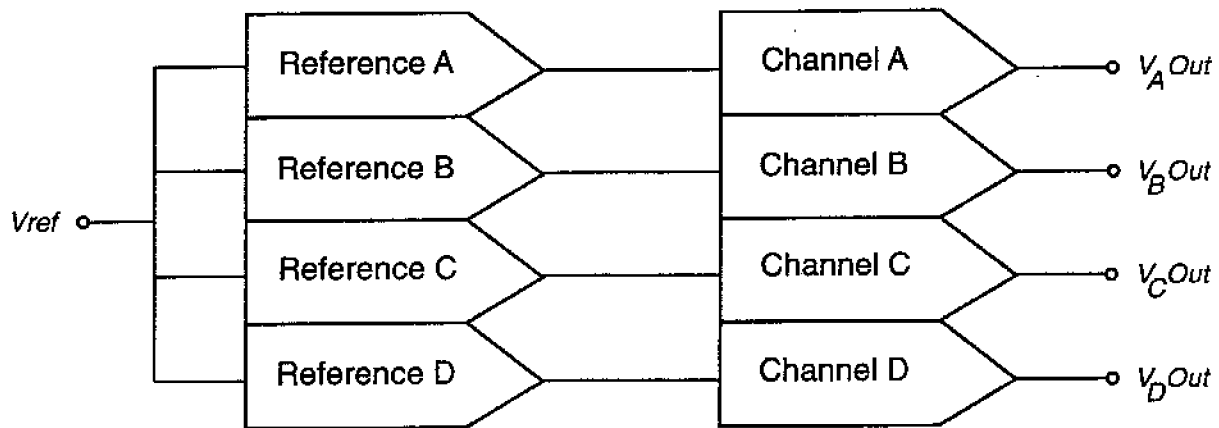 Reference A
Channel A
V_A Out
Reference B
Channel B
V_B Out
Vref
Reference C
Channel C
V_C Out
Reference D
Channel D
V_D Out